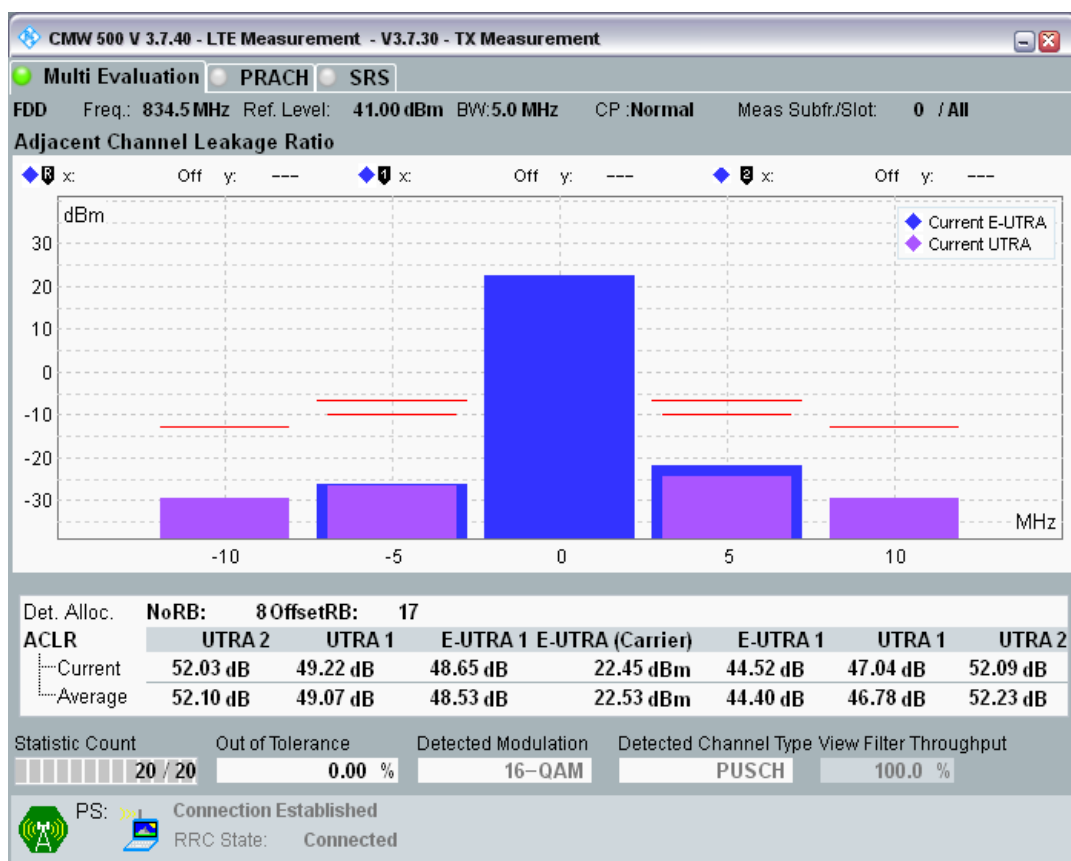 CMW 500 V 3.7.40 - LTE Measurement - V3.7.30 - TX Measurement
Multi Evaluation PRACH SRS
FDD Freq.: 834.5 MHz Ref. Level: 41.00 dBm BW:5.0 MHz CP :Normal Meas Subfr./Slot: 0 / All
Adjacent Channel Leakage Ratio
R x: Off y: --- 1 x: Off y: --- 2 x: Off y: ---
dBm
Current E-UTRA
Current UTRA
30
20
10
0
-10
-20
-30
MHz
-10 -5 0 5 10
Det. Alloc. NoRB: 8 OffsetRB: 17
ACLR UTRA 2 UTRA 1 E-UTRA 1 E-UTRA (Carrier) E-UTRA 1 UTRA 1 UTRA 2
Current 52.03 dB 49.22 dB 48.65 dB 22.45 dBm 44.52 dB 47.04 dB 52.09 dB
Average 52.10 dB 49.07 dB 48.53 dB 22.53 dBm 44.40 dB 46.78 dB 52.23 dB
Statistic Count Out of Tolerance Detected Modulation Detected Channel Type View Filter Throughput
20 / 20 0.00 % 16-QAM PUSCH 100.0 %
PS: Connection Established
RRC State: Connected